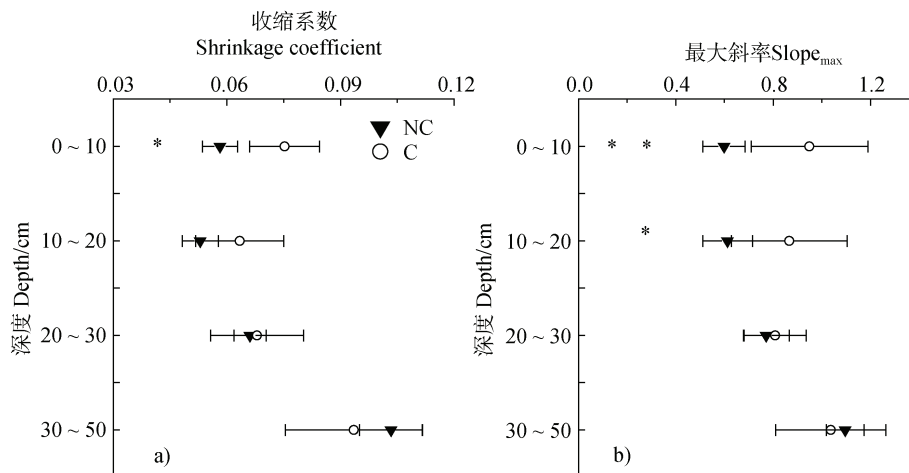 收缩系数
Shrinkage coefficient
0.03 0.06 0.09 0.12
NC
C
*
0 ~ 10
10 ~ 20
20 ~ 30
30 ~ 50
深度 Depth/cm
a)
最大斜率Slopemax
0.0 0.4 0.8 1.2
* *
0 ~ 10
*
10 ~ 20
20 ~ 30
30 ~ 50
深度 Depth/cm
b)